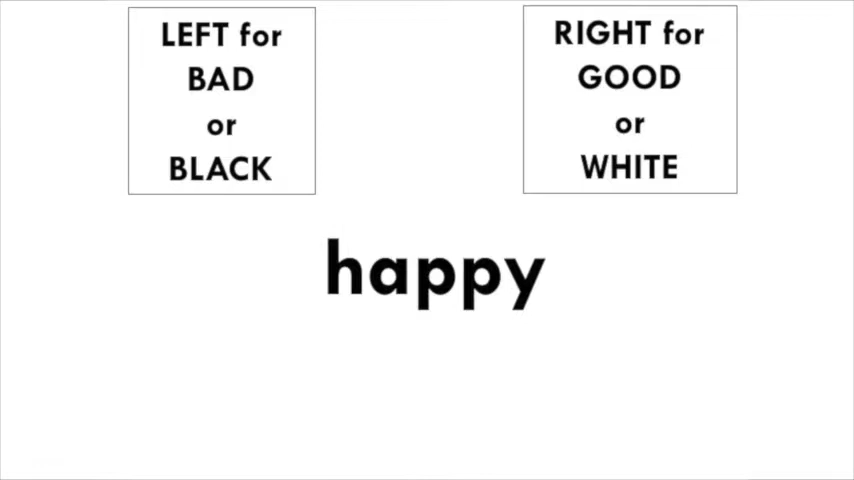 LEFT for
BAD
or
BLACK
RIGHT for
GOOD
or
WHITE
happy